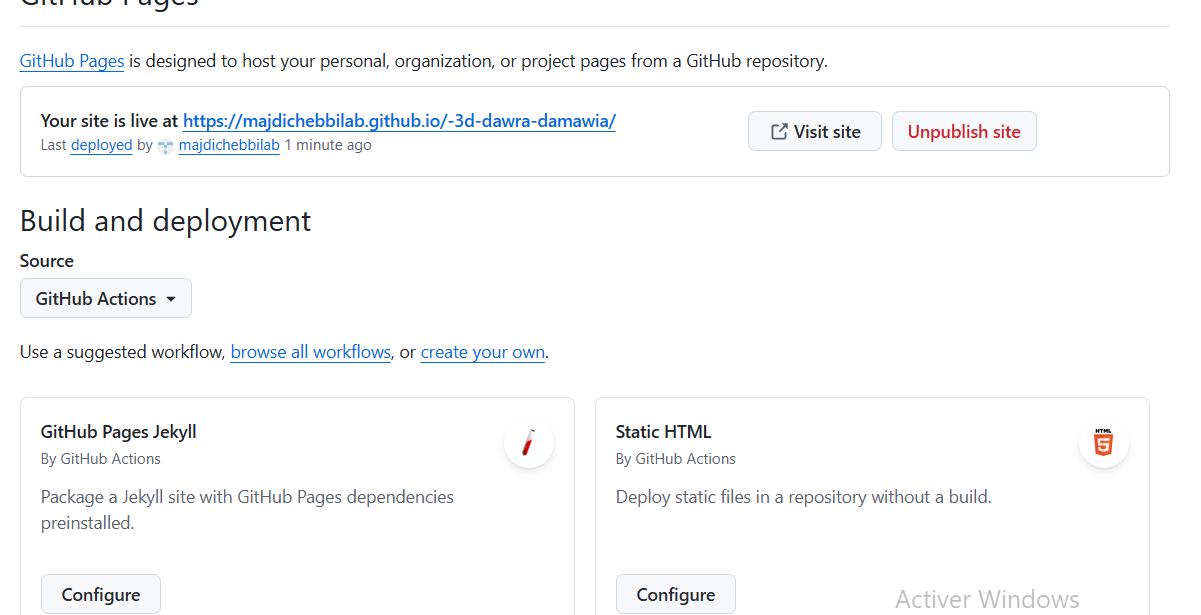 GitHub Pages
GitHub Pages is designed to host your personal, organization, or project pages from a GitHub repository.
Your site is live at https://majdichebbilab.github.io/-3d-dawra-damawia/
Last deployed by majdichebbilab 1 minute ago
Visit site
Unpublish site
Build and deployment
Source
GitHub Actions
Use a suggested workflow, browse all workflows, or create your own.
GitHub Pages Jekyll
By GitHub Actions
Package a Jekyll site with GitHub Pages dependencies
preinstalled.
Configure
Static HTML
HTML
5
By GitHub Actions
Deploy static files in a repository without a build.
Configure
Activer Windows